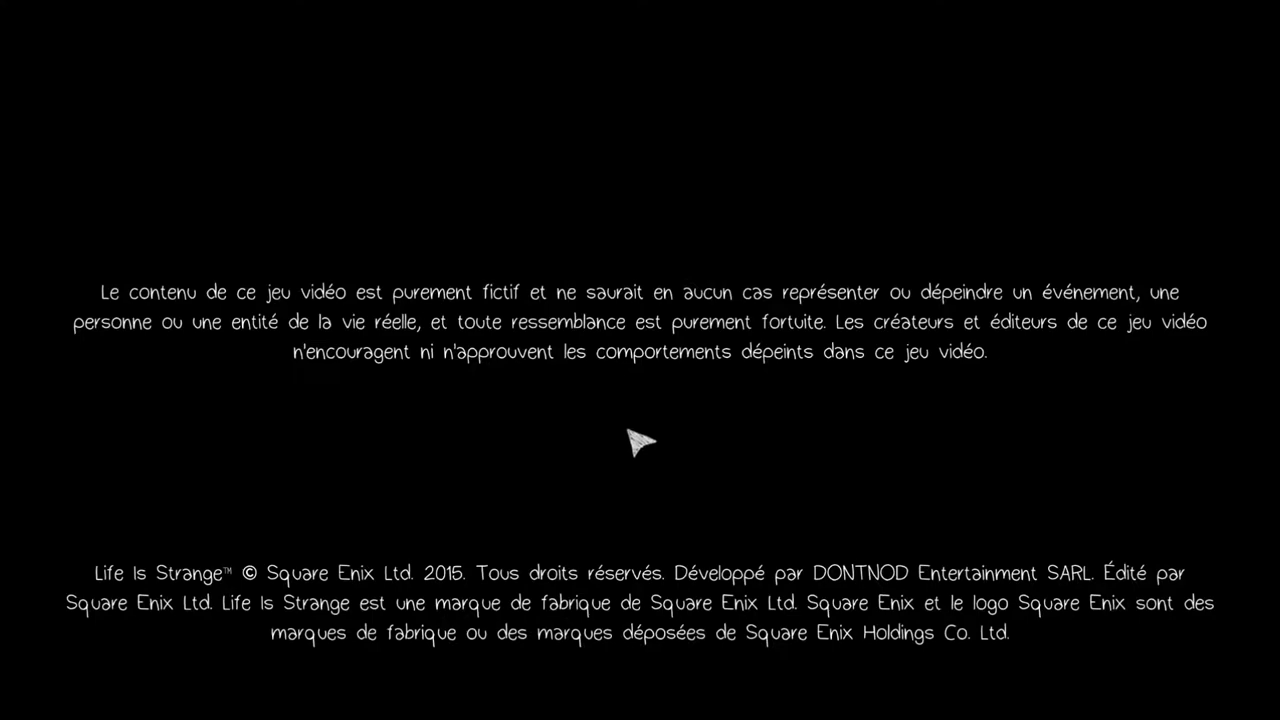 Le contenu de ce jeu vidéo est purement fictif et ne saurait en aucun cas représenter ou dépeindre un événement, une
personne ou une entité de la vie réelle, et toute ressemblance est purement fortuite. Les créateurs et éditeurs de ce jeu vidéo
n'encouragent ni n'approuvent les comportements dépeints dans ce jeu vidéo.
Life Is Strange™ © Square Enix Ltd. 2015. Tous droits réservés. Développé par DONTNOD Entertainment SARL. Édité par
Square Enix Ltd. Life Is Strange est une marque de fabrique de Square Enix Ltd. Square Enix et le logo Square Enix sont des
marques de fabrique ou des marques déposées de Square Enix Holdings Co. Ltd.